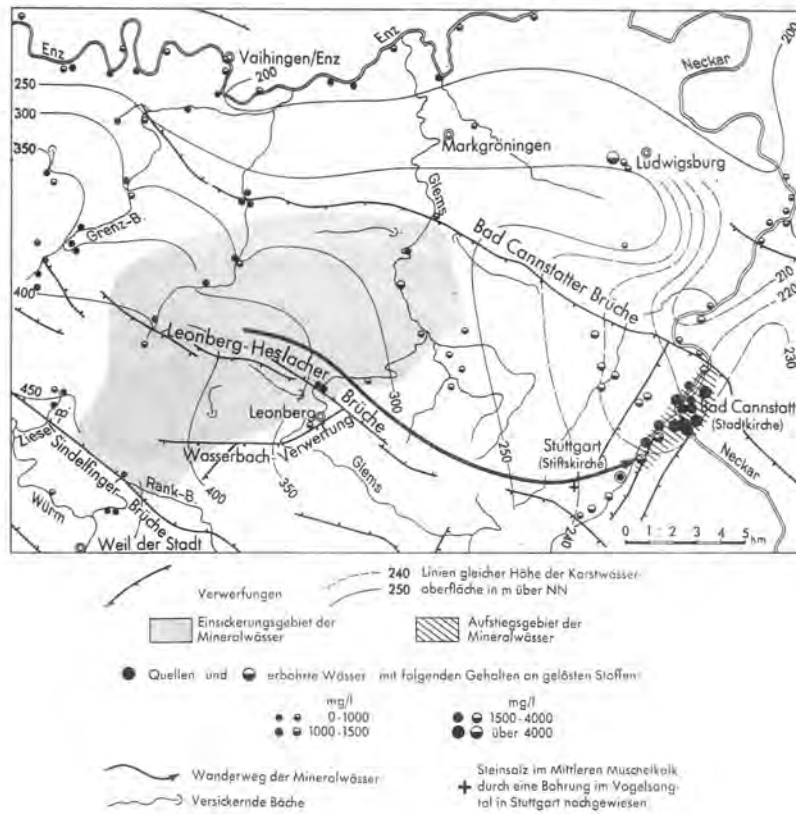 Enz
Vaihingen/Enz
Enz
Neckar
200
200
250
300
350
Markgröningen
Ludwigsburg
Glems
Grenz-B.
Bad Cannstatter Brüche
210
220
230
400
Leonberg-Heslacher Brüche
300
450
Leonberg
Bad Cannstatt
(Stadtkirche)
Ziesel-B.
Wasserbach-Verwerfung
Stuttgart
(Stiftskirche)
250
Sindelfinger Brüche
400
350
Glems
Neckar
Rank-B.
Würm
240
Weil der Stadt
0 1 2 3 4 5 km
Verwerfungen
240 Linien gleicher Höhe der Karstwasser-
250 oberfläche in m über NN
Einsickerungsgebiet der
Mineralwässer
Aufstiegsgebiet der
Mineralwässer
Quellen und erbohrte Wässer mit folgenden Gehalten an gelösten Stoffen:
mg/l
0-1000
1000-1500
mg/l
1500-4000
über 4000
Wanderweg der Mineralwässer
Versickernde Bäche
Steinsalz im Mittleren Muschelkalk
durch eine Bohrung im Vogelsang-
tal in Stuttgart nachgewiesen